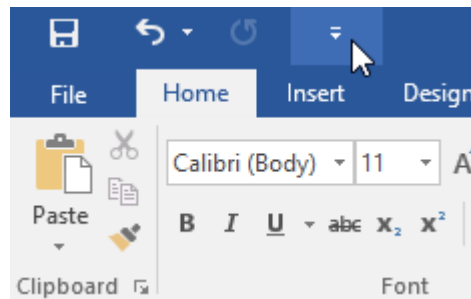 File Home Insert Design
Calibri (Body) 11 A
Paste B I U abc X₂ X²
Clipboard Font